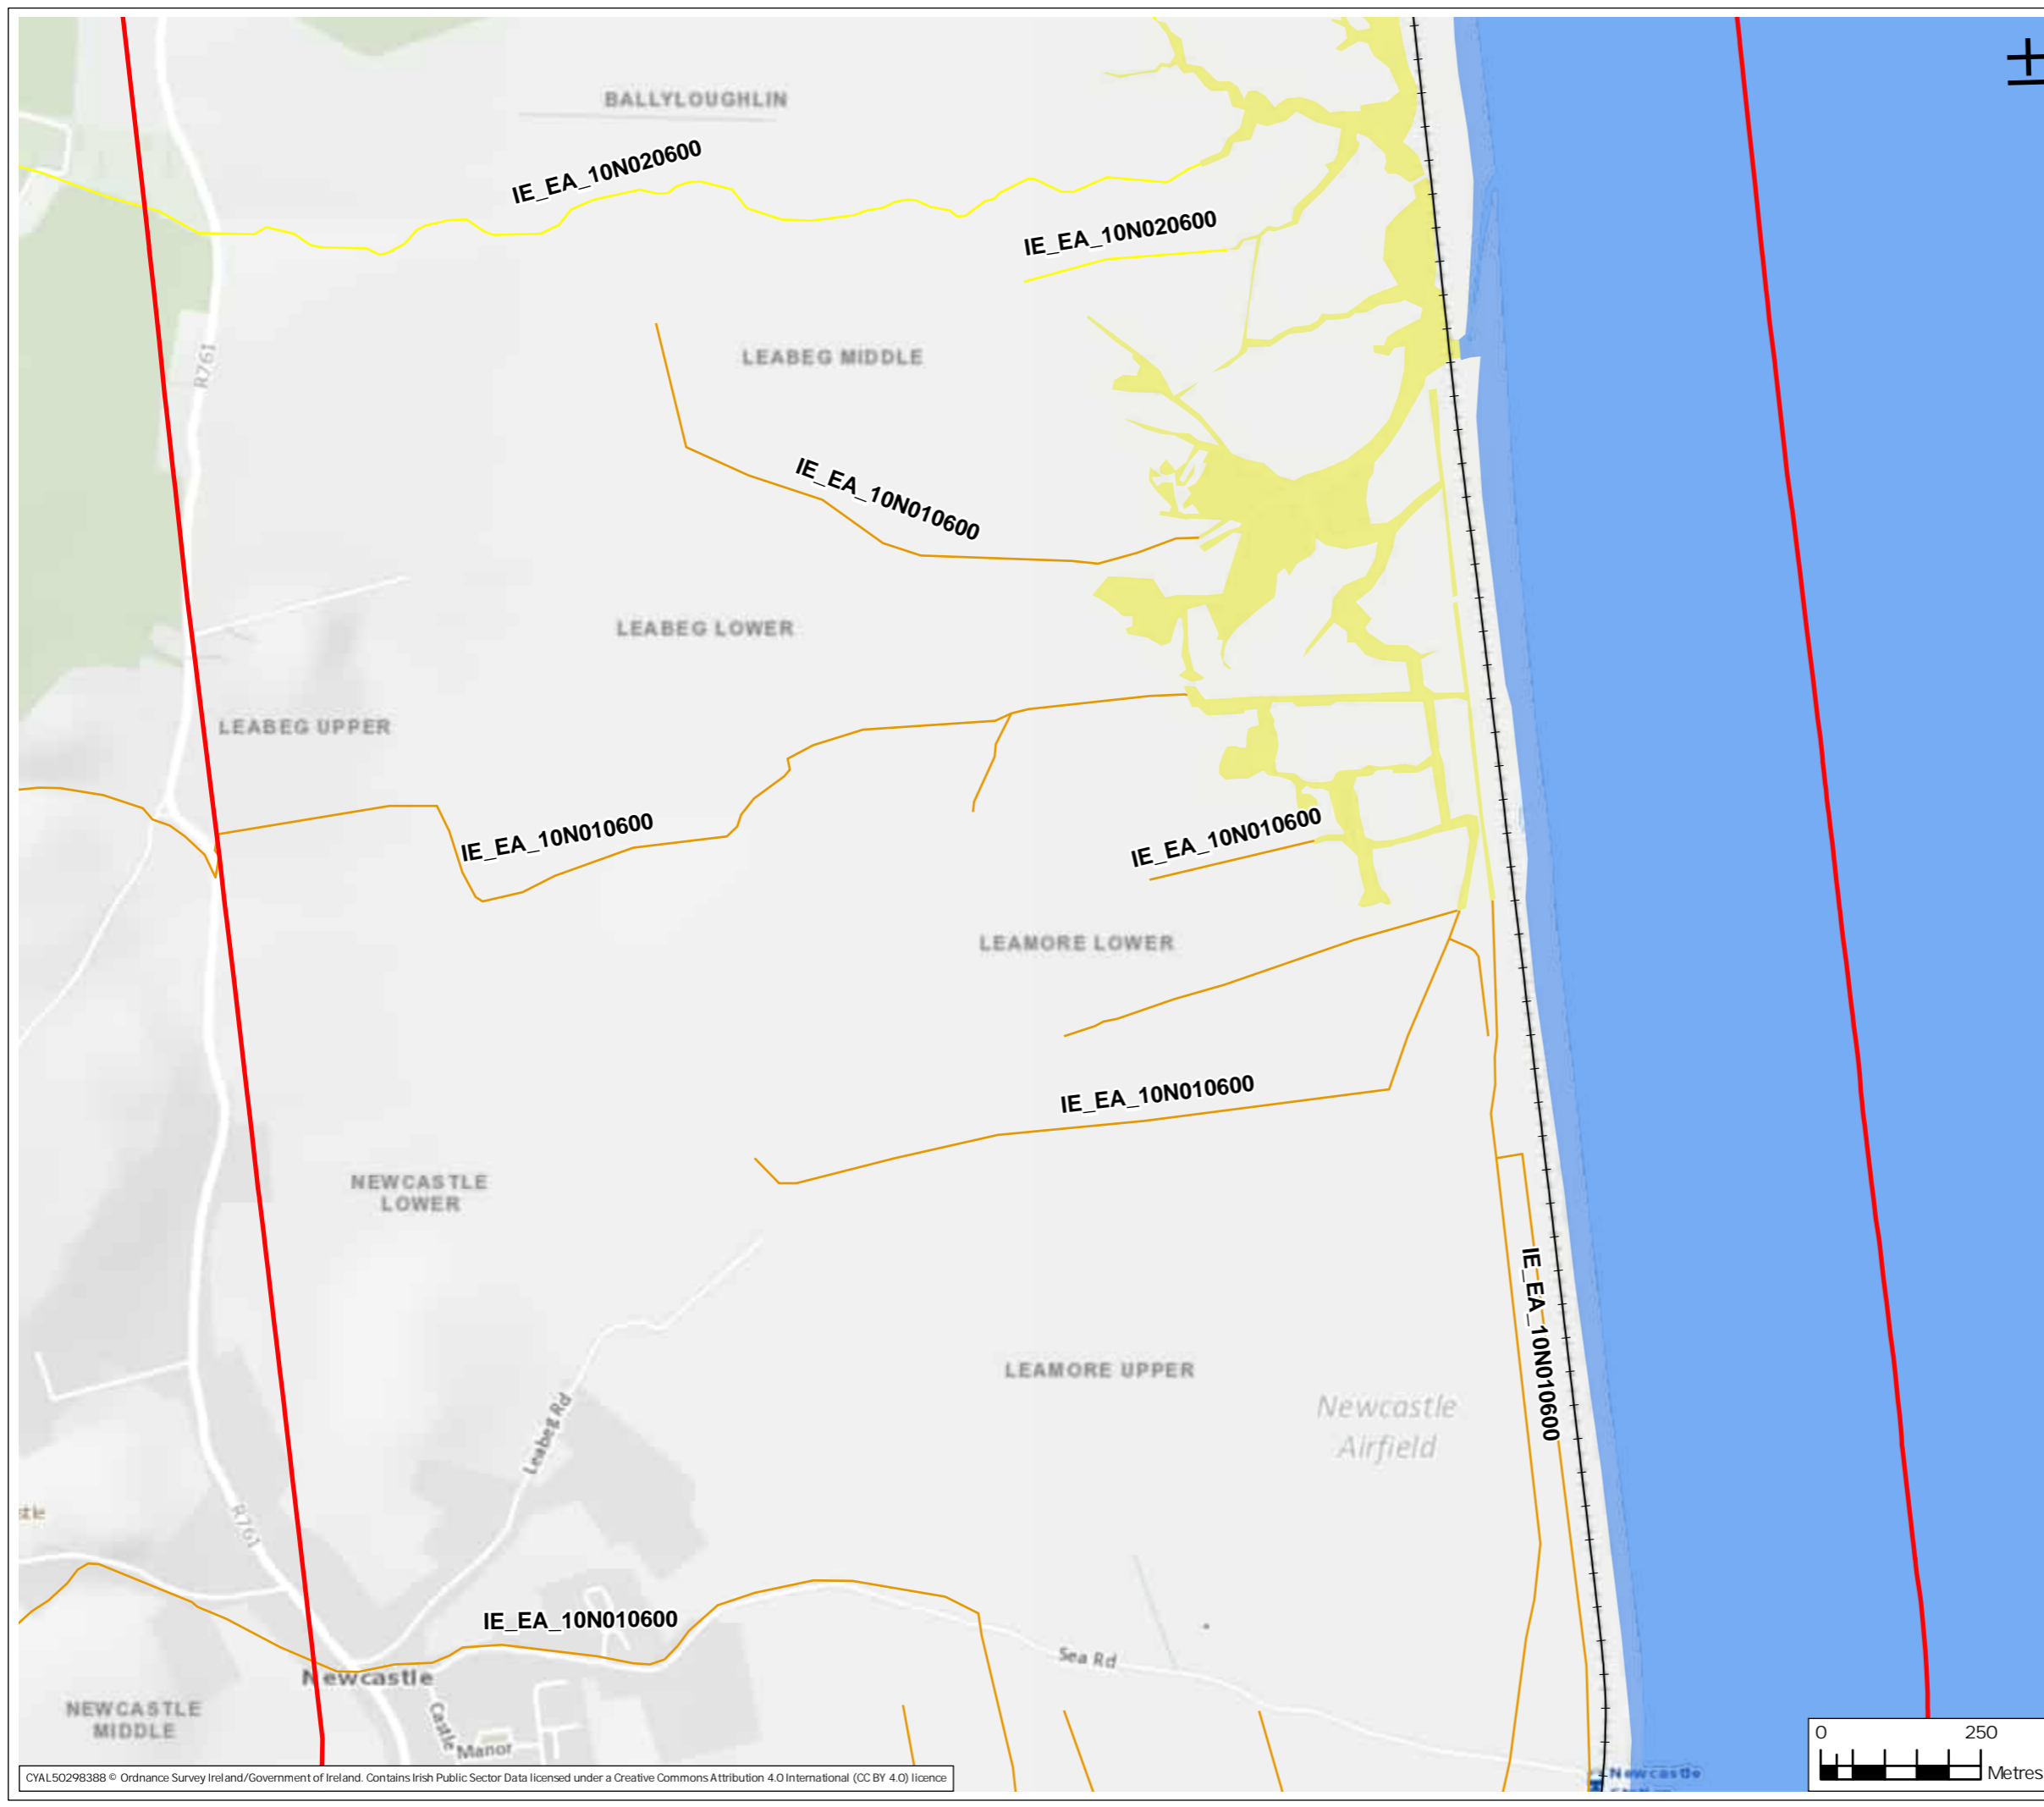 BALLYLOUGHLIN
IE_EA_10N020600
IE_EA_10N020600
R761
LEABEG MIDDLE
IE_EA_10N010600
LEABEG LOWER
LEABEG UPPER
IE_EA_10N010600
IE_EA_10N010600
LEAMORE LOWER
IE_EA_10N010600
NEWCASTLE
LOWER
IE_EA_10N010600
LEAMORE UPPER
Newcastle
Airfield
Leabeg Rd
stle
R761
IE_EA_10N010600
Sea Rd
Newcastle
NEWCASTLE
MIDDLE
Castle
Manor
0 250
Metres
Newcastle
CYAL50298388 © Ordnance Survey Ireland/Government of Ireland. Contains Irish Public Sector Data licensed under a Creative Commons Attribution 4.0 International (CC BY 4.0) licence